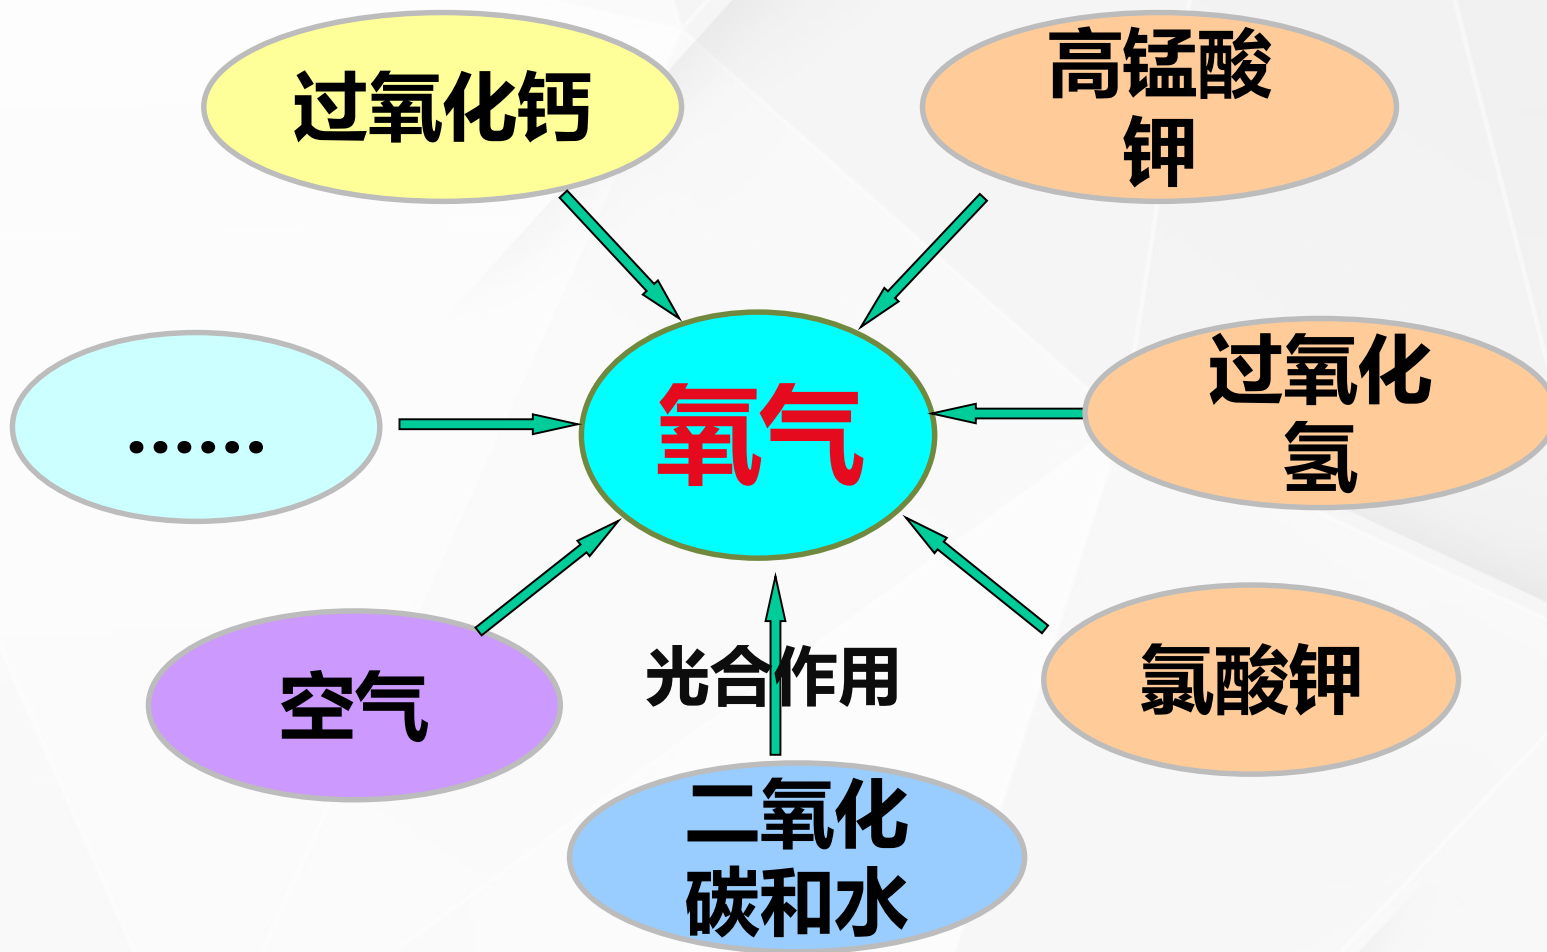 过氧化钙
高锰酸
钾
氧气
过氧化
氢
……
空气
光合作用
氯酸钾
二氧化
碳和水